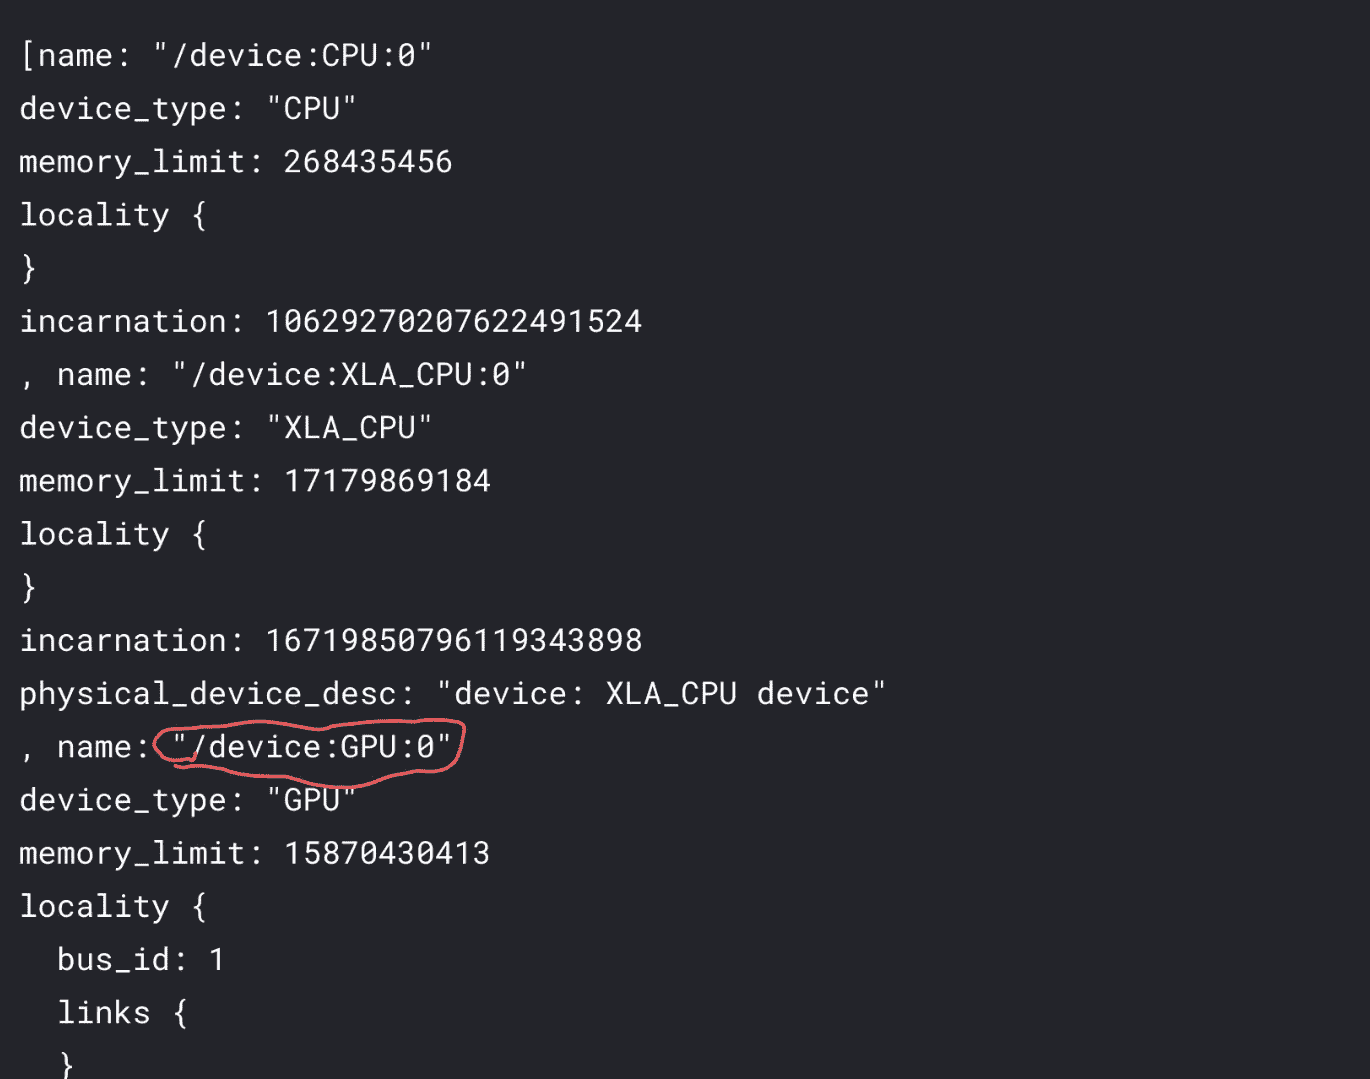 [name: "/device:CPU:0"
device_type: "CPU"
memory_limit: 268435456
locality {
}
incarnation: 10629270207622491524
, name: "/device:XLA_CPU:0"
device_type: "XLA_CPU"
memory_limit: 17179869184
locality {
}
incarnation: 16719850796119343898
physical_device_desc: "device: XLA_CPU device"
, name: "/device:GPU:0"
device_type: "GPU"
memory_limit: 15870430413
locality {
  bus_id: 1
  links {
  }